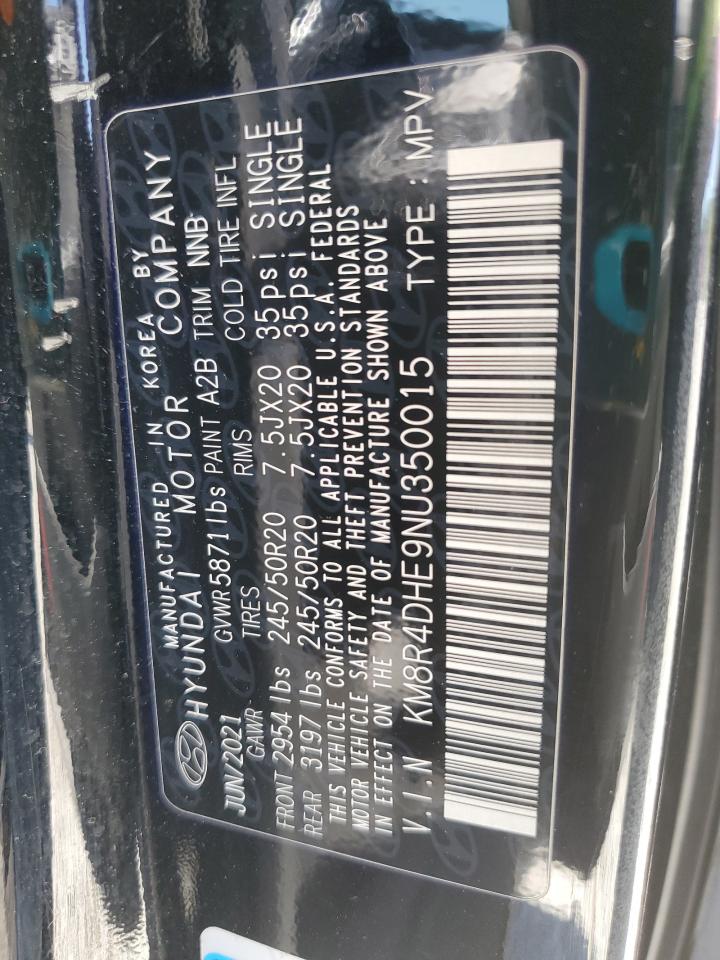 MANUFACTURED IN KOREA BY
HYUNDAI MOTOR COMPANY
JUN/2021 GVWR 5871 lbs PAINT A2B TRIM NNB
GAWR TIRES RIMS COLD TIRE INFL
FRONT 2954 lbs 245/50R20 7.5JX20 35psi SINGLE
REAR 3197 lbs 245/50R20 7.5JX20 35psi SINGLE
THIS VEHICLE CONFORMS TO ALL APPLICABLE U.S.A. FEDERAL
MOTOR VEHICLE SAFETY AND THEFT PREVENTION STANDARDS
IN EFFECT ON THE DATE OF MANUFACTURE SHOWN ABOVE
V.I.N KM8R4DHE9NU350015 TYPE : MPV